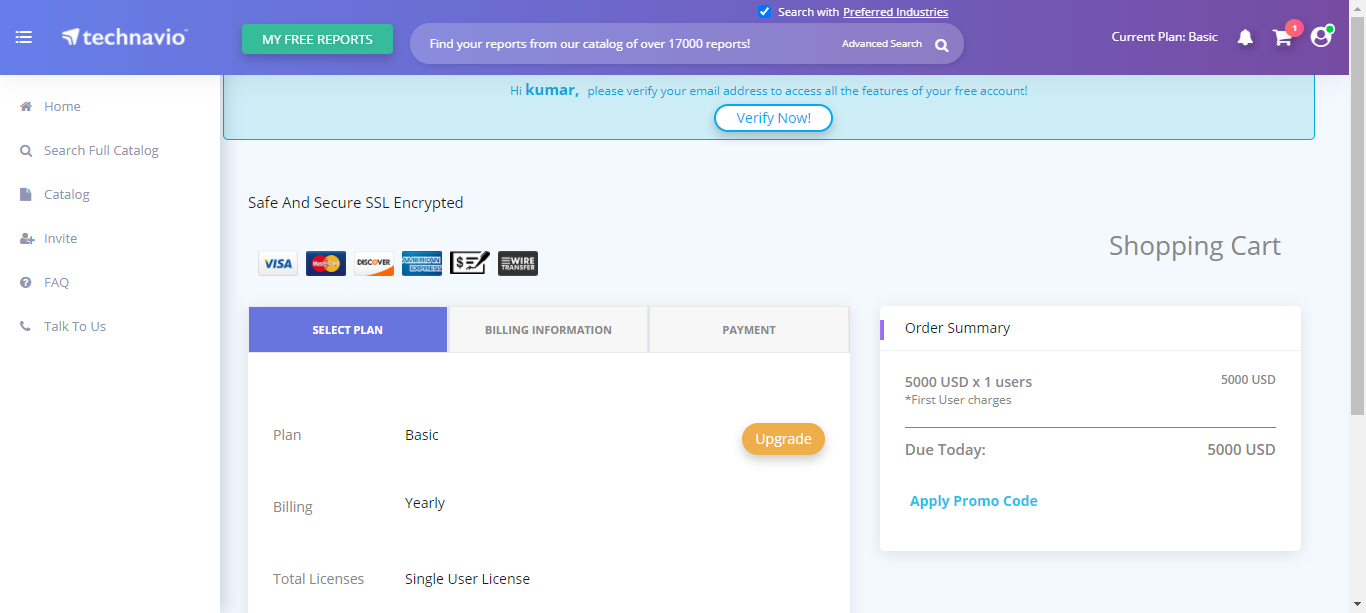 Search with Preferred Industries
technavio
MY FREE REPORTS
Find your reports from our catalog of over 17000 reports!
Advanced Search
Current Plan: Basic
1
Home
Search Full Catalog
Catalog
Invite
FAQ
Talk To Us
Hi kumar, please verify your email address to access all the features of your free account!
Verify Now!
Safe And Secure SSL Encrypted
VISA
MasterCard
DISCOVER
AMERICAN EXPRESS
WIRE TRANSFER
Shopping Cart
SELECT PLAN
BILLING INFORMATION
PAYMENT
Plan
Basic
Upgrade
Billing
Yearly
Total Licenses
Single User License
Order Summary
5000 USD x 1 users
5000 USD
*First User charges
Due Today:
5000 USD
Apply Promo Code